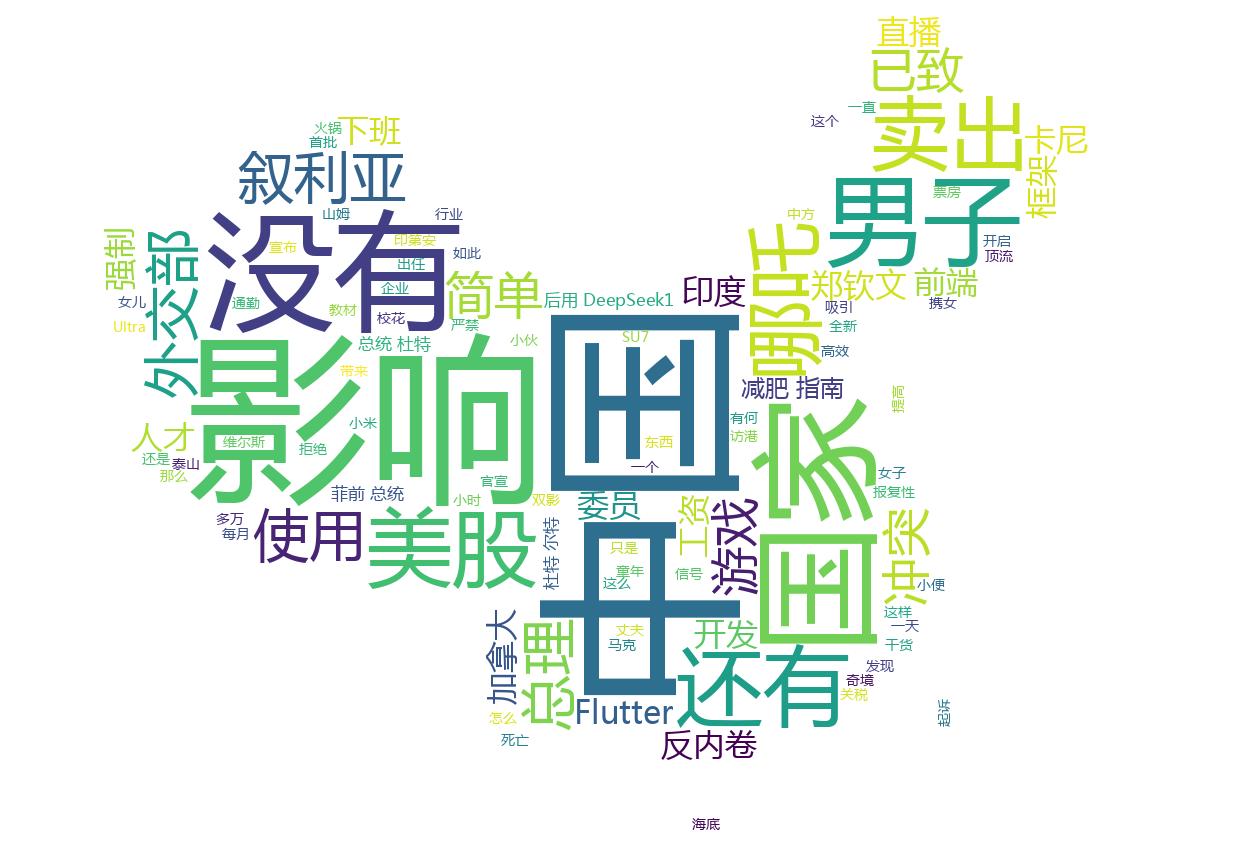 直播
已致
卖出
一直
这个
卡尼
框架
火锅
首批
下班
叙利亚
男子
票房
没有
山姆
行业
宣布
印第安
如此
出任
中方
哪吒
开启
顶流
强制
外交部
女儿
通勤
企业
教材
校花
严禁
简单
后用 DeepSeek1
印度
郑钦文
前端
携女
吸引
全新
Ultra
总统 杜特
小伙
SU7
高效
影响
带来
中国
减肥 指南
提高
人才
维尔斯
拒绝
小米
有何
访港
东西
一个
国家
还是
泰山
那么
官宣
女子
报复性
菲前 总统
小时
双影
委员
工资
游戏
冲突
多万
每月
使用
美股
杜特 尔特
只是
童年
这么
信号
小便
这样
一天
干货
丈夫
马克
开发
加拿大
总理
还有
发现
奇境
关税
怎么
Flutter
起诉
死亡
反内卷
海底